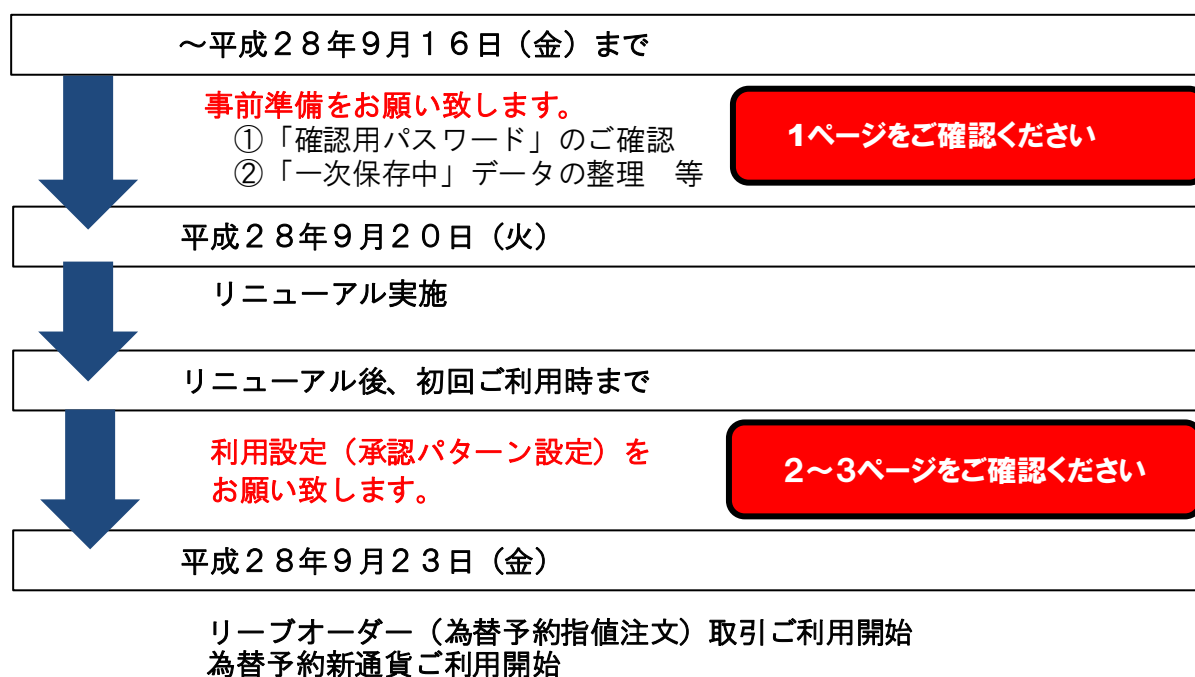 ～平成２８年９月１６日（金）まで
事前準備をお願い致します。
①「確認用パスワード」のご確認
②「一次保存中」データの整理　等
1ページをご確認ください
平成２８年９月２０日（火）
リニューアル実施
リニューアル後、初回ご利用時まで
利用設定（承認パターン設定）を
お願い致します。
２～３ページをご確認ください
平成２８年９月２３日（金）
リーブオーダー（為替予約指値注文）取引ご利用開始
為替予約新通貨ご利用開始